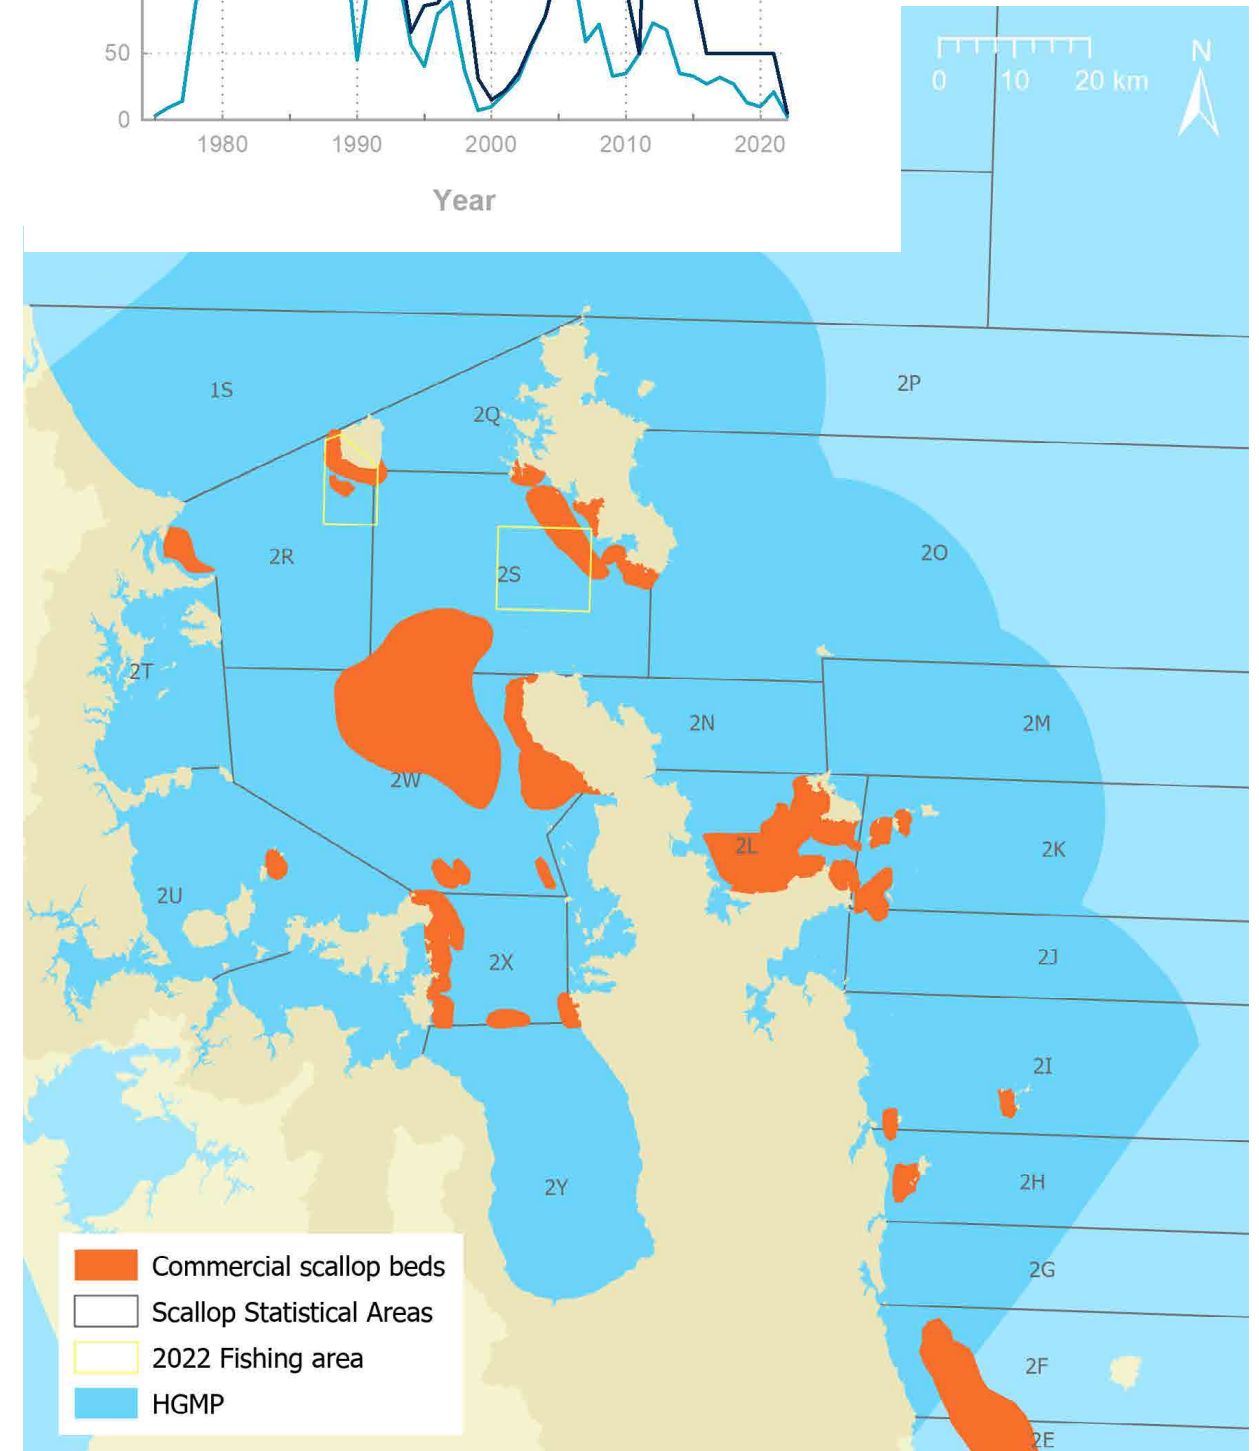 50
0
1980 1990 2000 2010 2020
Year
N
0 10 20 km
1S
2P
2Q
2O
2R
2S
2T
2N
2M
2W
2L
2K
2U
2X
2J
2I
2Y
2H
2G
2F
2E
Commercial scallop beds
Scallop Statistical Areas
2022 Fishing area
HGMP